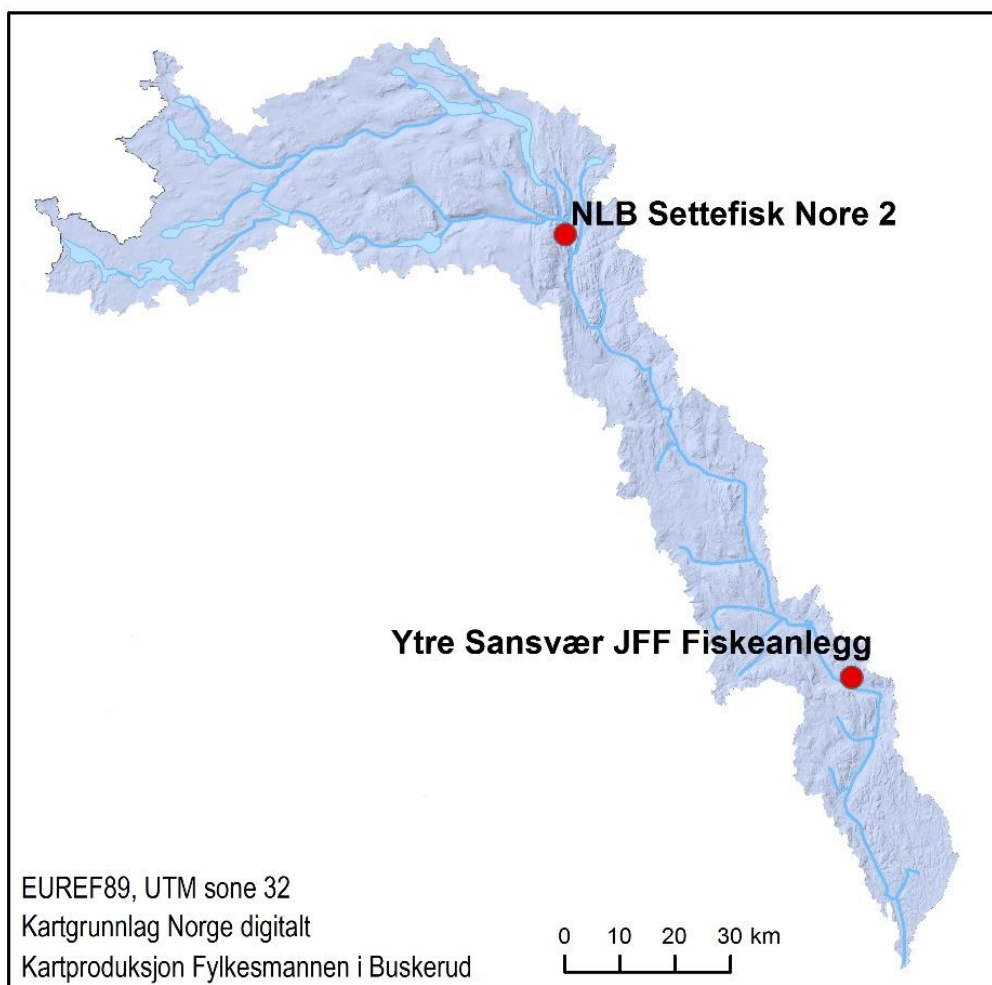 NLB Settefisk Nore 2
Ytre Sansvær JFF Fiskeanlegg
EUREF89, UTM sone 32
Kartgrunnlag Norge digitalt
Kartproduksjon Fylkesmannen i Buskerud
0 10 20 30 km